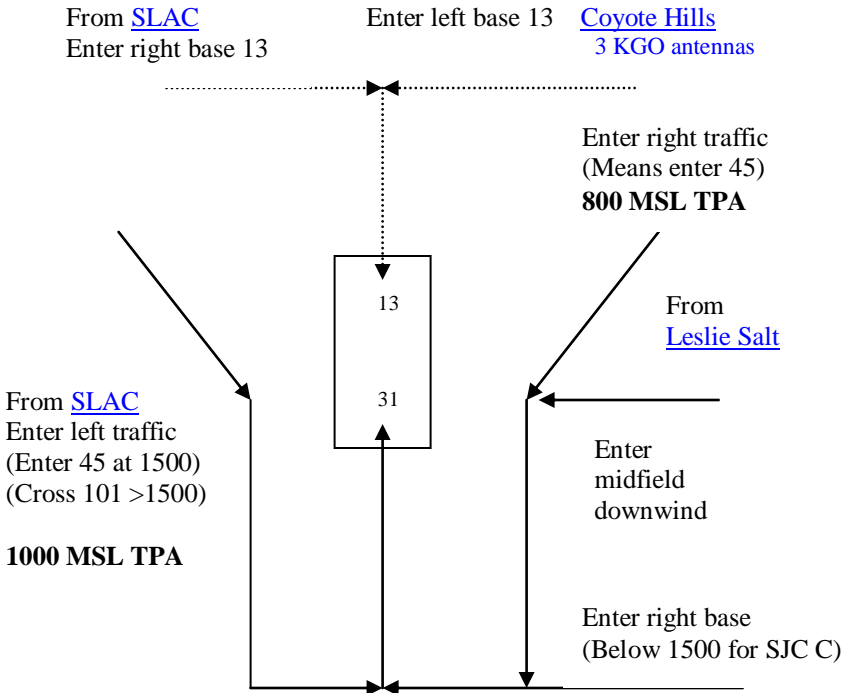 From SLAC
Enter right base 13
Enter left base 13
Coyote Hills
3 KGO antennas
Enter right traffic
(Means enter 45)
800 MSL TPA
13
From
Leslie Salt
31
From SLAC
Enter left traffic
(Enter 45 at 1500)
(Cross 101 >1500)
1000 MSL TPA
Enter
midfield
downwind
Enter right base
(Below 1500 for SJC C)